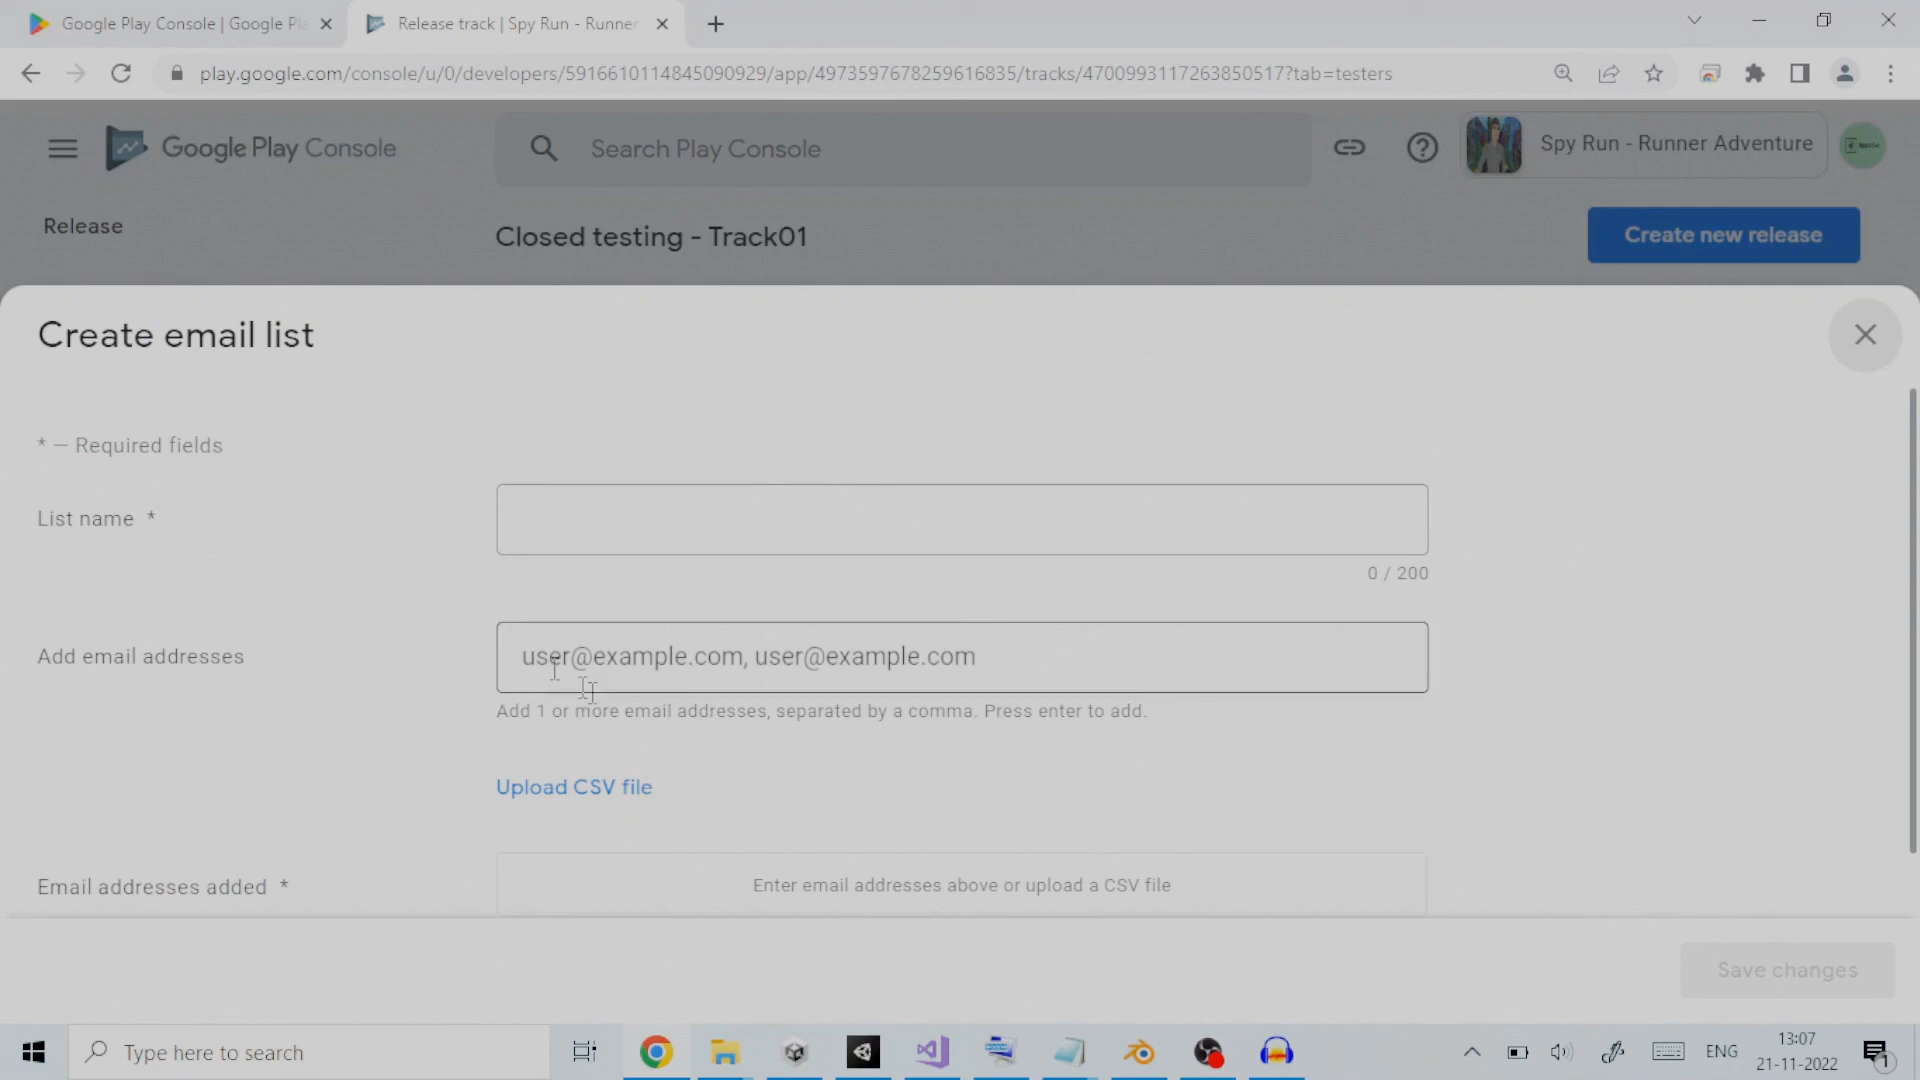 Google Play Console | Google Pla
Release track | Spy Run - Runner
play.google.com/console/u/0/developers/5916610114845090929/app/4973597678259616835/tracks/4700993117263850517?tab=testers
Google Play Console
Search Play Console
Spy Run - Runner Adventure
Release
Closed testing - Track01
Create new release
Create email list
* — Required fields
List name *
0 / 200
Add email addresses
user@example.com, user@example.com
Add 1 or more email addresses, separated by a comma. Press enter to add.
Upload CSV file
Email addresses added *
Enter email addresses above or upload a CSV file
Save changes
Type here to search
ENG
13:07
21-11-2022
1